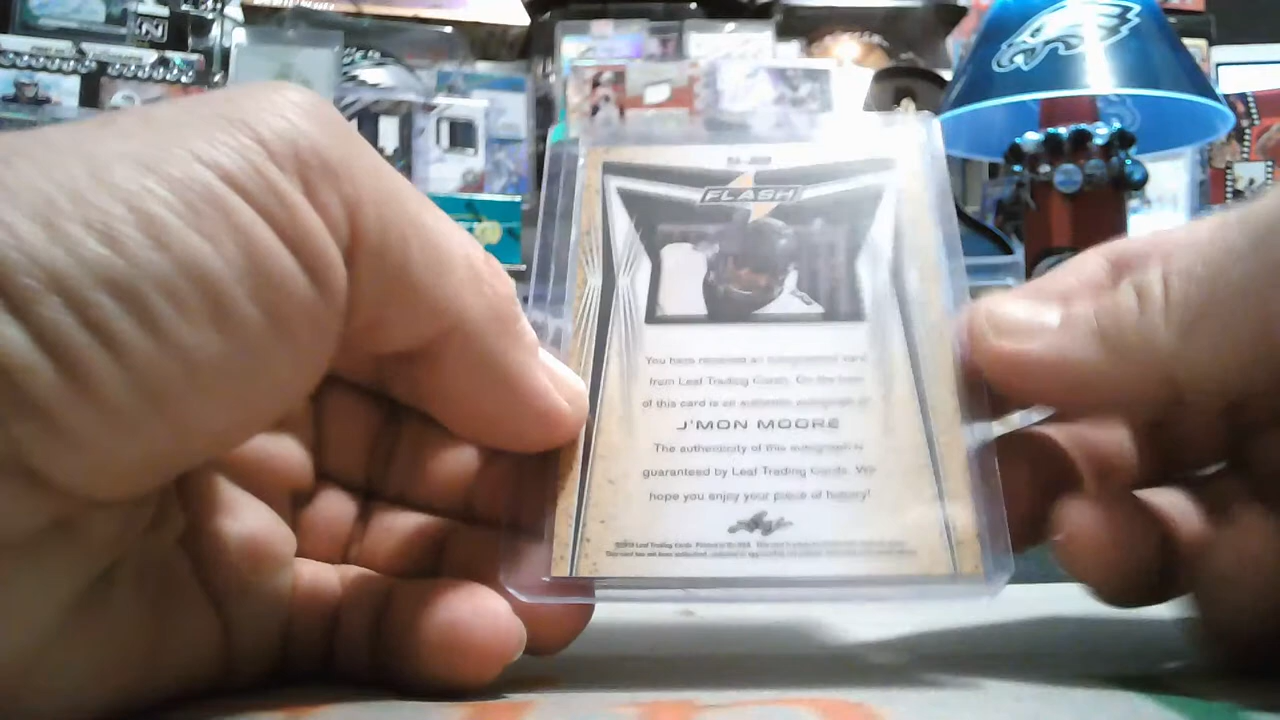 FLASH
You have received an autographed card
from Leaf Trading Cards. On the front
of this card is an authentic autograph of
J'MON MOORE
The authenticity of this autograph is
guaranteed by Leaf Trading Cards. We
hope you enjoy your piece of history!
Leaf